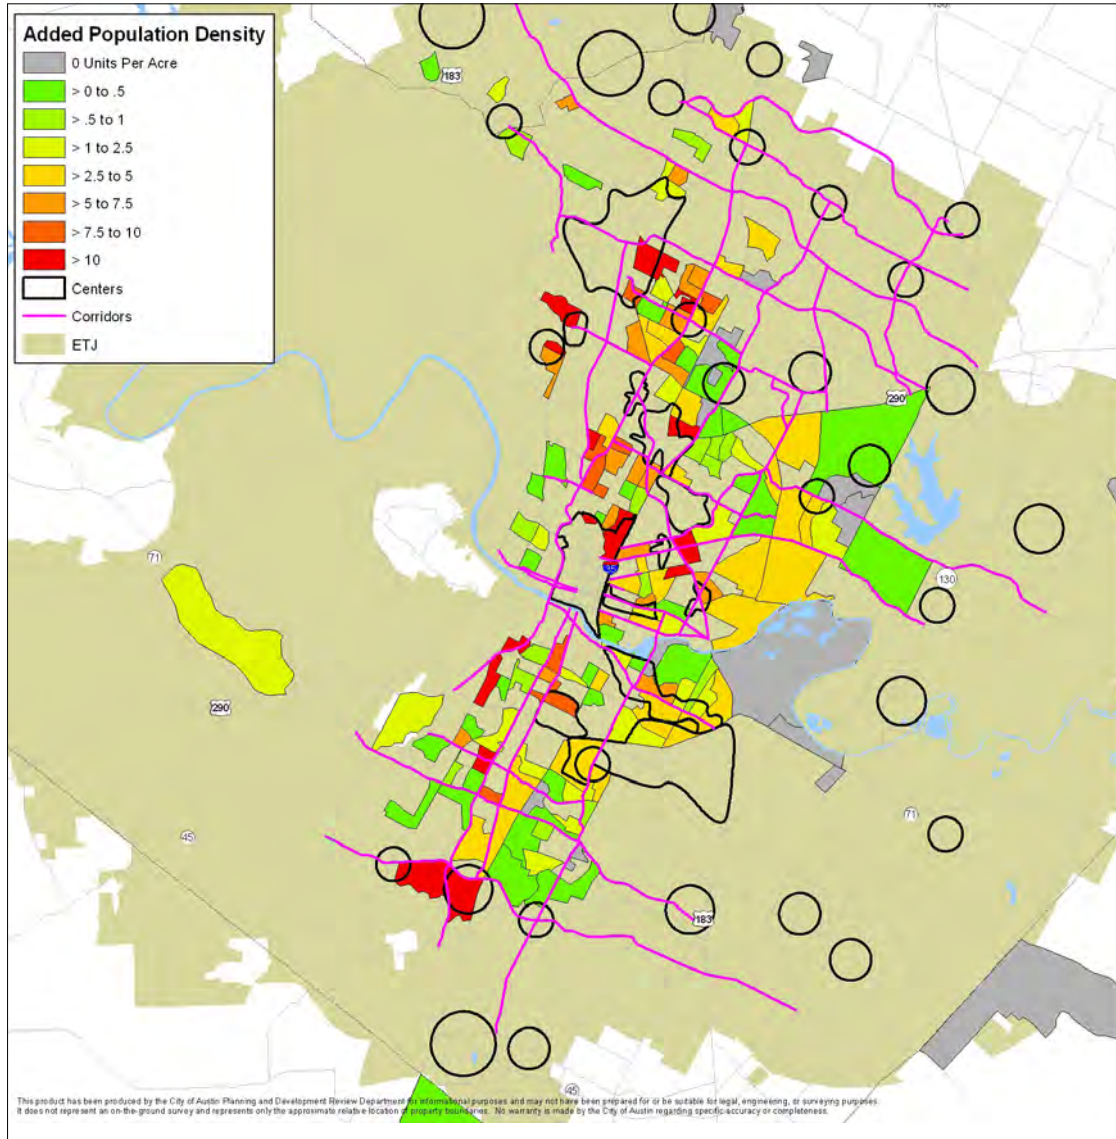 Added Population Density
0 Units Per Acre
> 0 to .5
> .5 to 1
> 1 to 2.5
> 2.5 to 5
> 5 to 7.5
> 7.5 to 10
> 10
Centers
Corridors
ETJ
183
290
71
35
130
290
71
45
183
45
This product has been produced by the City of Austin Planning and Development Review Department for informational purposes and may not have been prepared for or be suitable for legal, engineering, or surveying purposes.
It does not represent an on-the-ground survey and represents only the approximate relative location of property boundaries. No warranty is made by the City of Austin regarding specific accuracy or completeness.